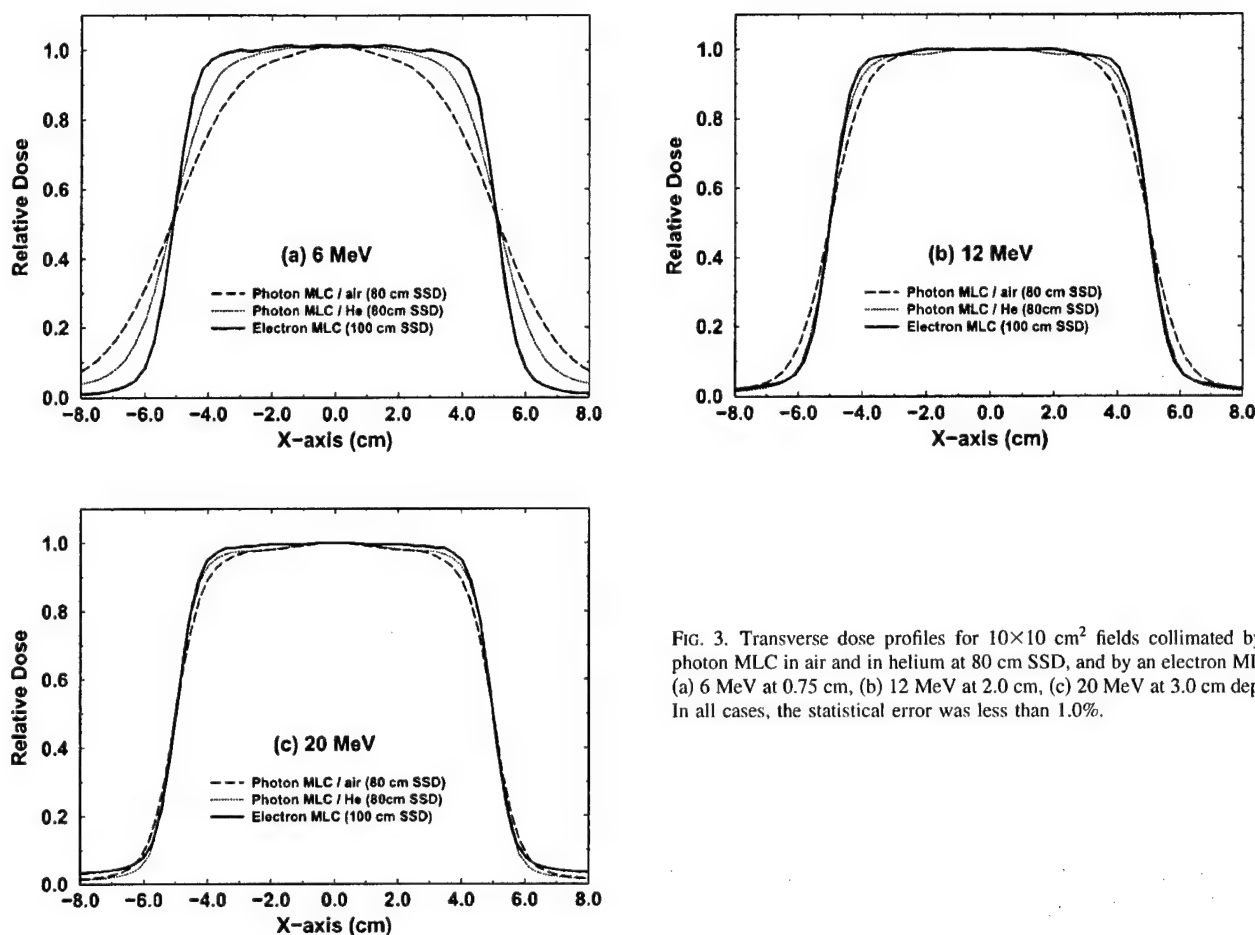 Relative Dose
1.0
0.8
0.6
0.4
0.2
0.0
(a) 6 MeV
Photon MLC / air (80 cm SSD)
Photon MLC / He (80cm SSD)
Electron MLC (100 cm SSD)
−8.0 −6.0 −4.0 −2.0 0.0 2.0 4.0 6.0 8.0
X−axis (cm)
Relative Dose
1.0
0.8
0.6
0.4
0.2
0.0
(b) 12 MeV
Photon MLC / air (80 cm SSD)
Photon MLC / He (80cm SSD)
Electron MLC (100 cm SSD)
−8.0 −6.0 −4.0 −2.0 0.0 2.0 4.0 6.0 8.0
X−axis (cm)
Relative Dose
1.0
0.8
0.6
0.4
0.2
0.0
(c) 20 MeV
Photon MLC / air (80 cm SSD)
Photon MLC / He (80cm SSD)
Electron MLC (100 cm SSD)
−8.0 −6.0 −4.0 −2.0 0.0 2.0 4.0 6.0 8.0
X−axis (cm)
FIG. 3. Transverse dose profiles for 10×10 cm² fields collimated
photon MLC in air and in helium at 80 cm SSD, and by an electron
(a) 6 MeV at 0.75 cm, (b) 12 MeV at 2.0 cm, (c) 20 MeV at 3.0 cm
In all cases, the statistical error was less than 1.0%.